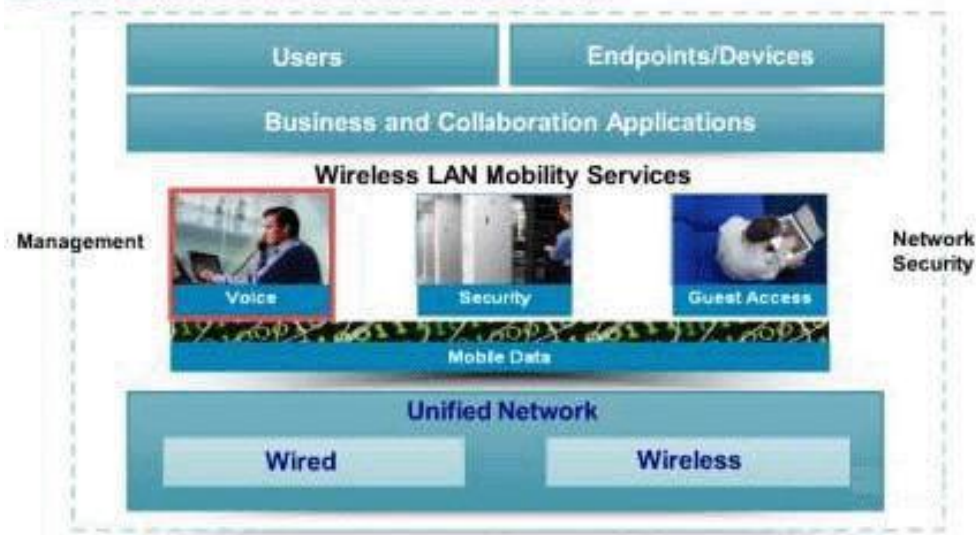 Users
Endpoints/Devices
Business and Collaboration Applications
Wireless LAN Mobility Services
Management
Network
Security
Voice
Security
Guest Access
Mobile Data
Unified Network
Wired
Wireless